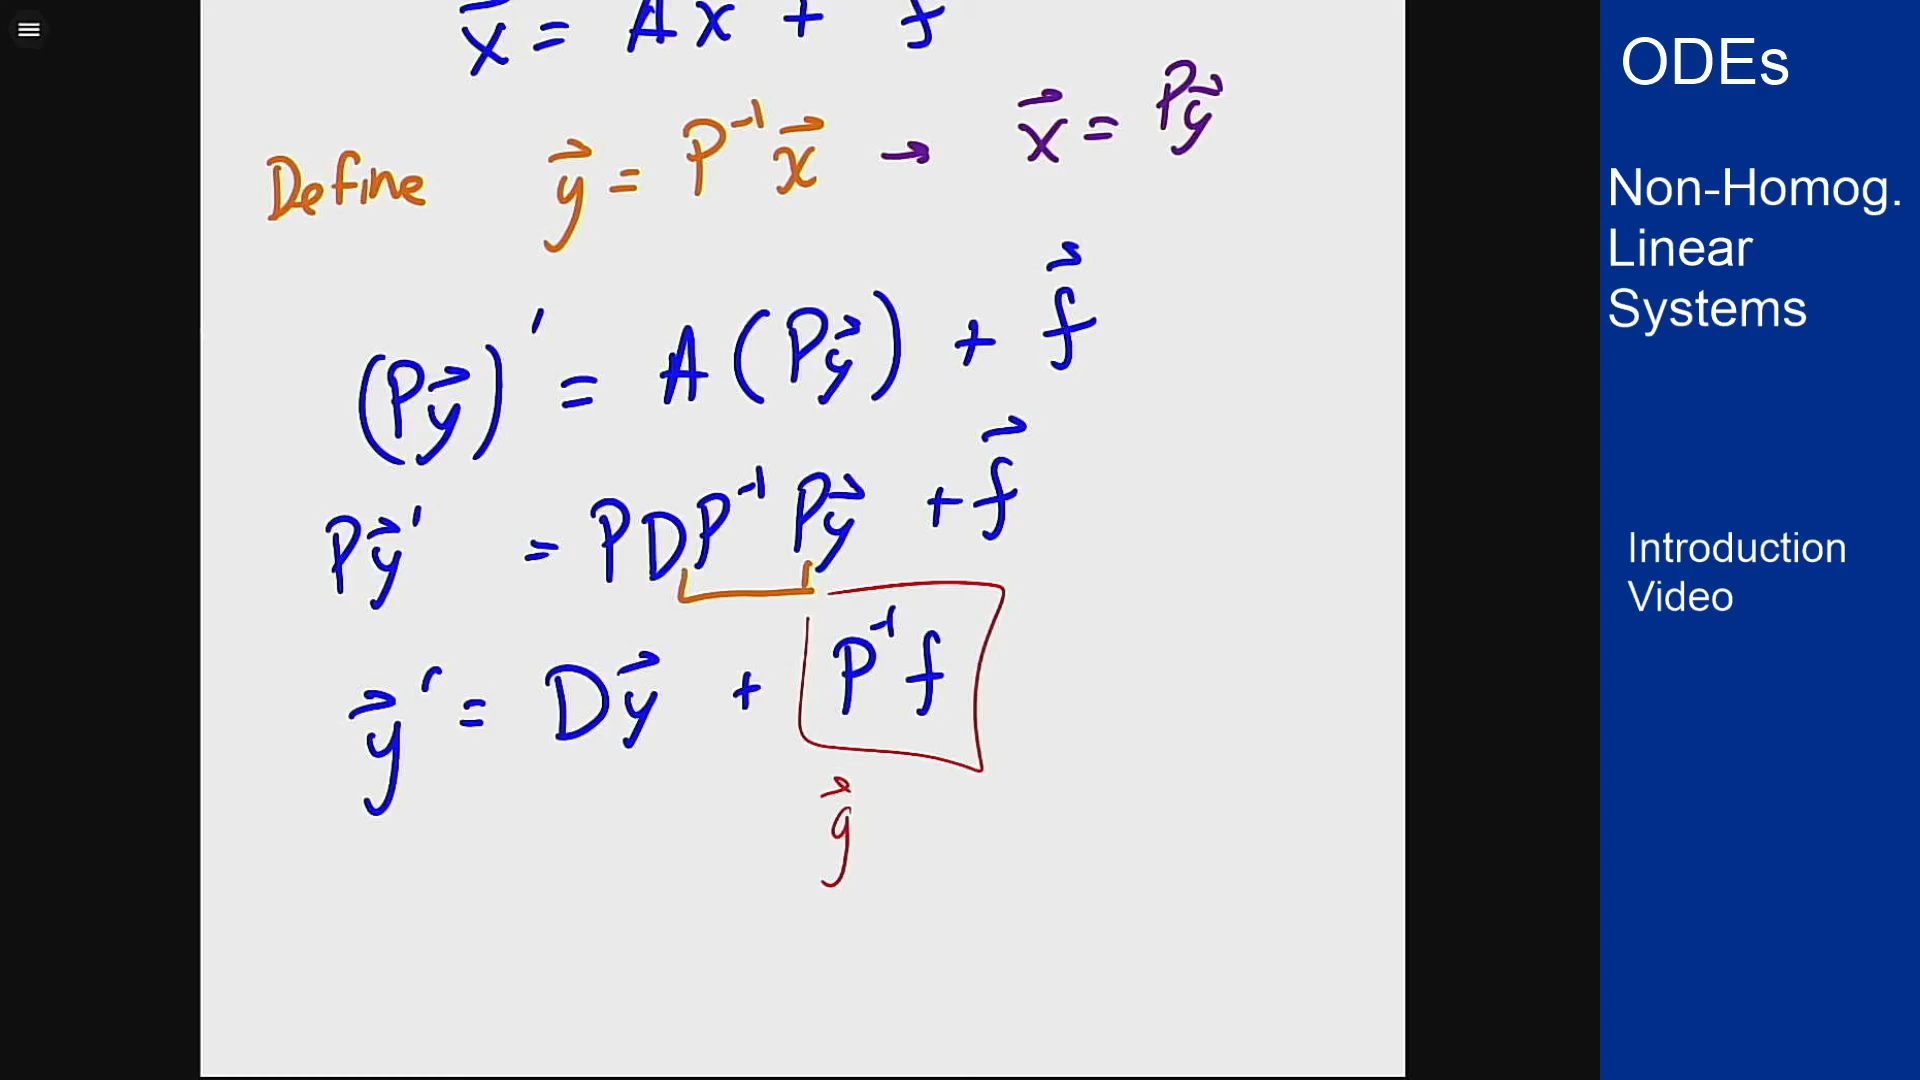 x⃗ = Ax + f
Define y⃗ = P⁻¹x⃗ → x⃗ = Py⃗
(Py⃗)′ = A(Py⃗) + f⃗
Py⃗′ = PDP⁻¹Py⃗ + f⃗
y⃗′ = Dy⃗ + P⁻¹f
g⃗
ODEs
Non-Homog.
Linear
Systems
Introduction
Video